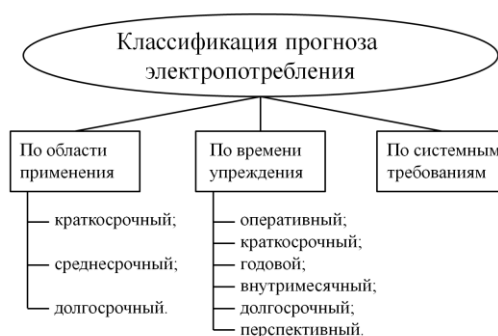 Классификация прогноза
электропотребления
По области
применения
краткосрочный;
среднесрочный;
долгосрочный.
По времени
упреждения
оперативный;
краткосрочный;
годовой;
внутримесячный;
долгосрочный;
перспективный.
По системным
требованиям